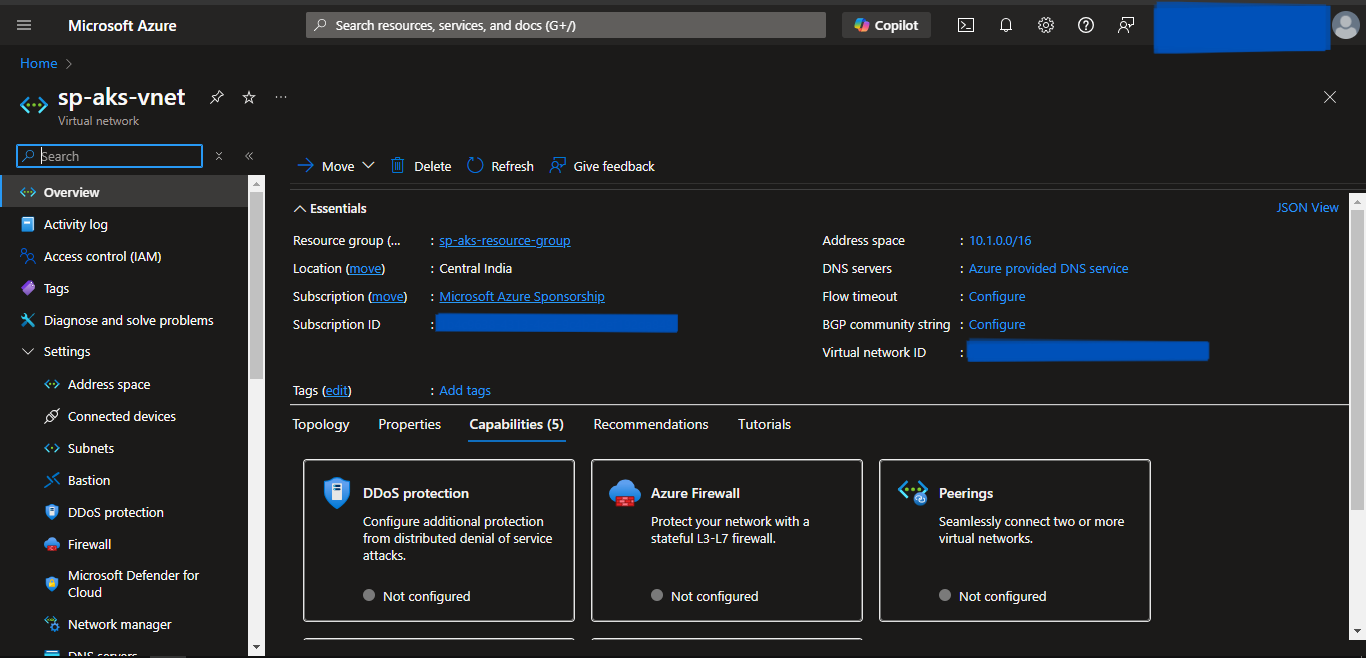 Microsoft Azure
Search resources, services, and docs (G+/)
Copilot
Home
sp-aks-vnet
Virtual network
Search
Overview
Activity log
Access control (IAM)
Tags
Diagnose and solve problems
Settings
Address space
Connected devices
Subnets
Bastion
DDoS protection
Firewall
Microsoft Defender for
Cloud
Network manager
DNS servers
Move
Delete
Refresh
Give feedback
Essentials
JSON View
Resource group (... : sp-aks-resource-group
Location (move) : Central India
Subscription (move) : Microsoft Azure Sponsorship
Subscription ID :
Address space : 10.1.0.0/16
DNS servers : Azure provided DNS service
Flow timeout : Configure
BGP community string : Configure
Virtual network ID :
Tags (edit) : Add tags
Topology
Properties
Capabilities (5)
Recommendations
Tutorials
DDoS protection
Configure additional protection
from distributed denial of service
attacks.
Not configured
Azure Firewall
Protect your network with a
stateful L3-L7 firewall.
Not configured
Peerings
Seamlessly connect two or more
virtual networks.
Not configured